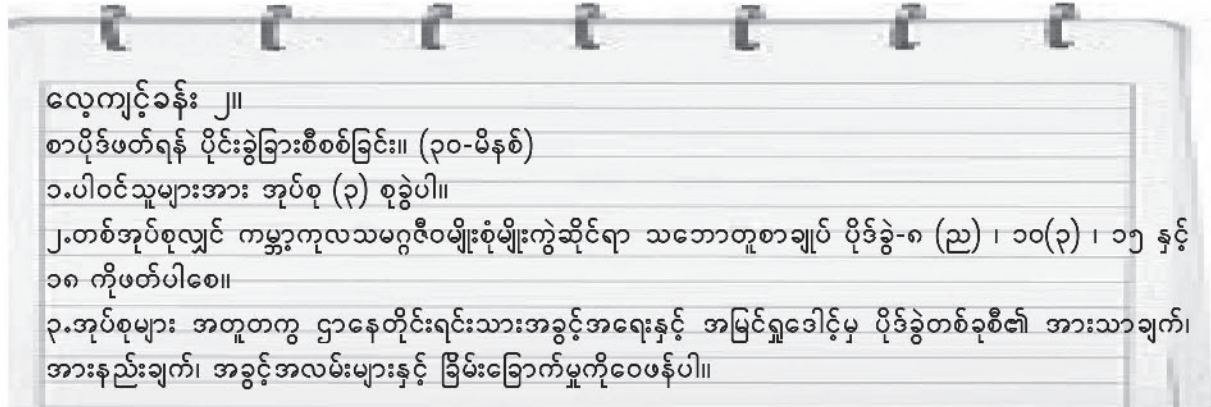 လေ့ကျင့်ခန်း ၂။
စာပိုဒ်ဖတ်ရန် ပိုင်းခွဲခြားစီစစ်ခြင်း။ (၃၀-မိနစ်)
၁.ပါဝင်သူများအား အုပ်စု (၃) စုခွဲပါ။
၂.တစ်အုပ်စုလျှင် ကမ္ဘာ့ကုလသမဂ္ဂဇီဝမျိုးစုံမျိုးကွဲဆိုင်ရာ သဘောတူစာချုပ် ပိုဒ်ခွဲ-၈ (ည) ၊ ၁၀(၃) ၊ ၁၅ နှင့်
၁၈ ကိုဖတ်ပါစေ။
၃.အုပ်စုများ အတူတကွ ဌာနေတိုင်းရင်းသားအခွင့်အရေးနှင့် အမြင်ရှုဒေါင့်မှ ပိုဒ်ခွဲတစ်ခုစီ၏ အားသာချက်၊
အားနည်းချက်၊ အခွင့်အလမ်းများနှင့် ခြိမ်းခြောက်မှုကိုဝေဖန်ပါ။